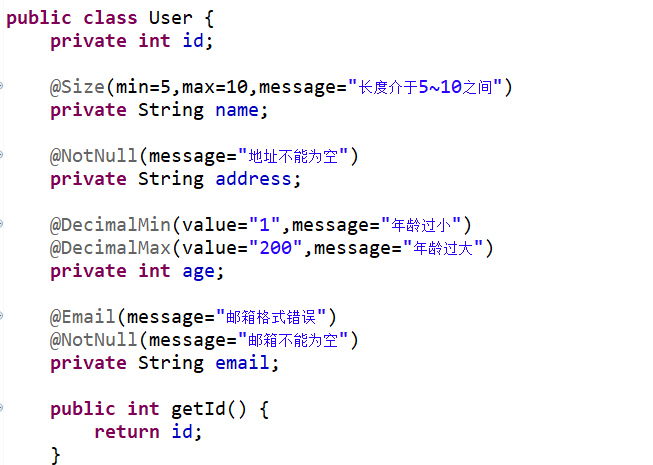 public class User {
private int id;
@Size(min=5,max=10,message="长度介于5~10之间")
private String name;
@NotNull(message="地址不能为空")
private String address;
@DecimalMin(value="1",message="年龄过小")
@DecimalMax(value="200",message="年龄过大")
private int age;
@Email(message="邮箱格式错误")
@NotNull(message="邮箱不能为空")
private String email;
public int getId() {
return id;
}